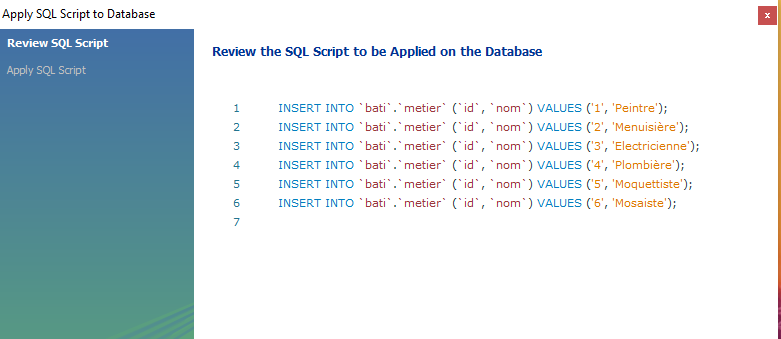 Apply SQL Script to Database
x
Review SQL Script
Apply SQL Script
Review the SQL Script to be Applied on the Database
1 INSERT INTO `bati`.`metier` (`id`, `nom`) VALUES ('1', 'Peintre');
2 INSERT INTO `bati`.`metier` (`id`, `nom`) VALUES ('2', 'Menuisière');
3 INSERT INTO `bati`.`metier` (`id`, `nom`) VALUES ('3', 'Electricienne');
4 INSERT INTO `bati`.`metier` (`id`, `nom`) VALUES ('4', 'Plombière');
5 INSERT INTO `bati`.`metier` (`id`, `nom`) VALUES ('5', 'Moquettiste');
6 INSERT INTO `bati`.`metier` (`id`, `nom`) VALUES ('6', 'Mosaiste');
7